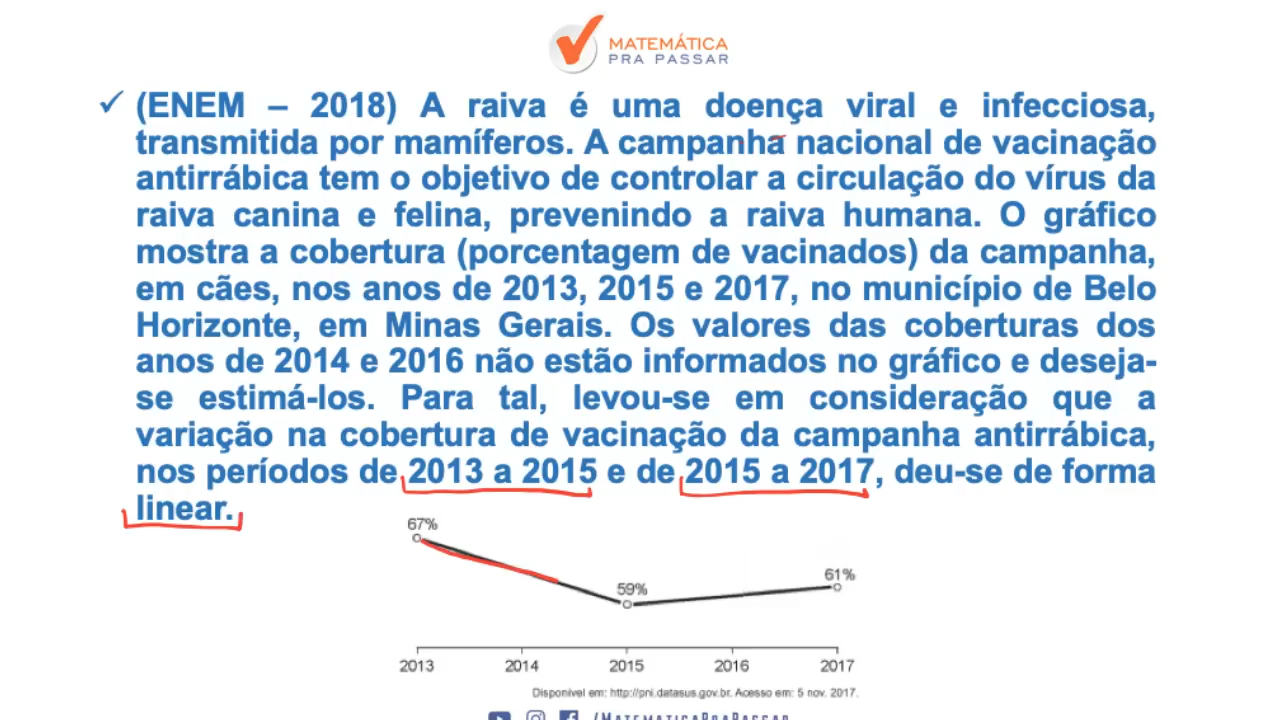 MATEMÁTICA
PRA PASSAR
✓ (ENEM – 2018) A raiva é uma doença viral e infecciosa,
transmitida por mamíferos. A campanha nacional de vacinação
antirrábica tem o objetivo de controlar a circulação do vírus da
raiva canina e felina, prevenindo a raiva humana. O gráfico
mostra a cobertura (porcentagem de vacinados) da campanha,
em cães, nos anos de 2013, 2015 e 2017, no município de Belo
Horizonte, em Minas Gerais. Os valores das coberturas dos
anos de 2014 e 2016 não estão informados no gráfico e deseja-
se estimá-los. Para tal, levou-se em consideração que a
variação na cobertura de vacinação da campanha antirrábica,
nos períodos de 2013 a 2015 e de 2015 a 2017, deu-se de forma
linear.
67%
59%
61%
2013 2014 2015 2016 2017
Disponível em: http://pni.datasus.gov.br. Acesso em: 5 nov. 2017.
/MATEMATICAPRAPASSAR